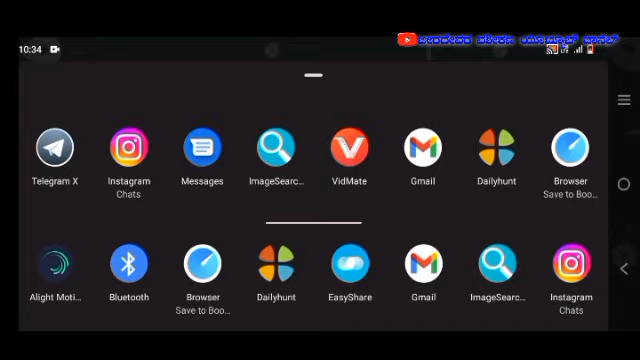 ಯೂಟ್ಯೂಬ್ ಚಾನೆಲ್
10:34
Telegram X
Instagram
Chats
Messages
ImageSearc...
VidMate
Gmail
Dailyhunt
Browser
Save to Boo...
Alight Moti...
Bluetooth
Browser
Save to Boo...
Dailyhunt
EasyShare
Gmail
ImageSearc...
Instagram
Chats